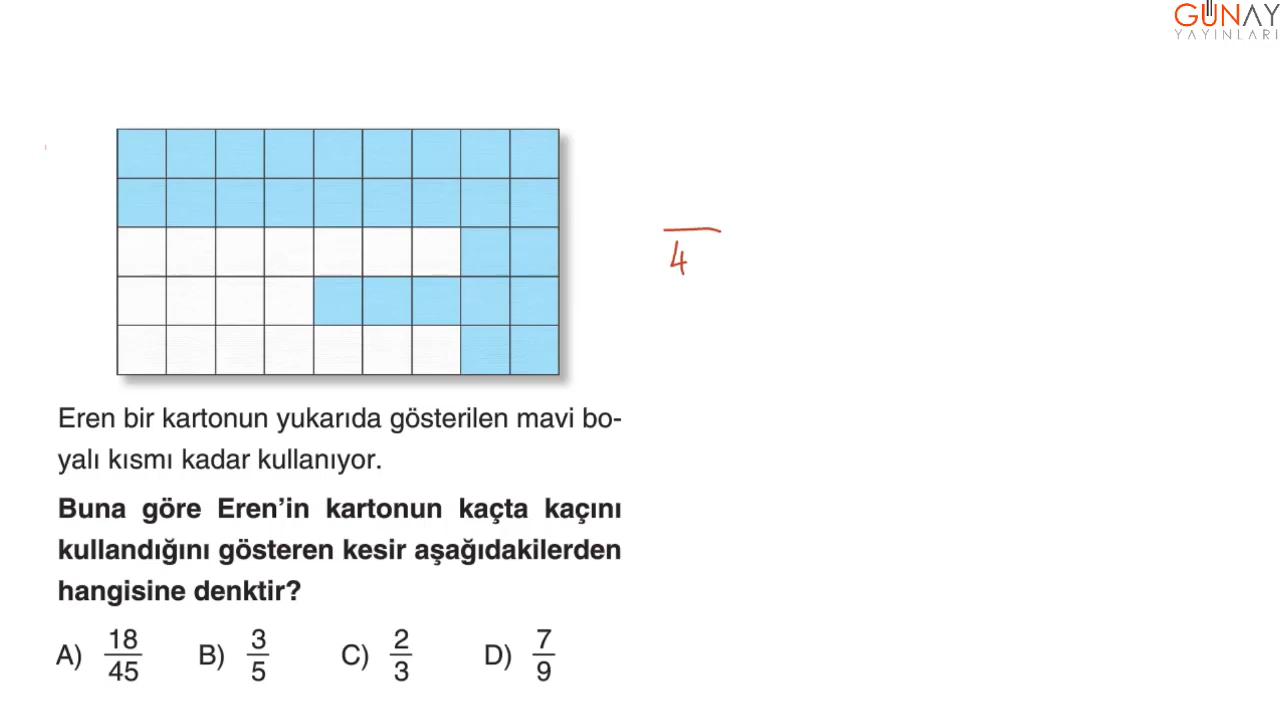 GÜNAY
YAYINLARI
4
Eren bir kartonun yukarıda gösterilen mavi bo-
yalı kısmı kadar kullanıyor.
Buna göre Eren’in kartonun kaçta kaçını
kullandığını gösteren kesir aşağıdakilerden
hangisine denktir?
A) 18/45 B) 3/5 C) 2/3 D) 7/9